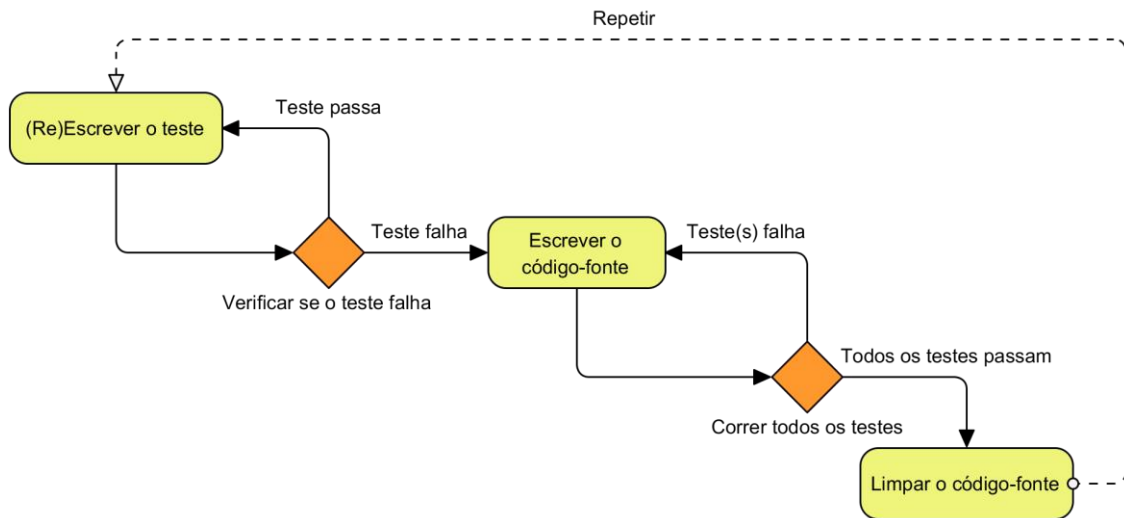 Repetir
Teste passa
(Re)Escrever o teste
Teste falha
Verificar se o teste falha
Escrever o
código-fonte
Teste(s) falha
Todos os testes passam
Correr todos os testes
Limpar o código-fonte